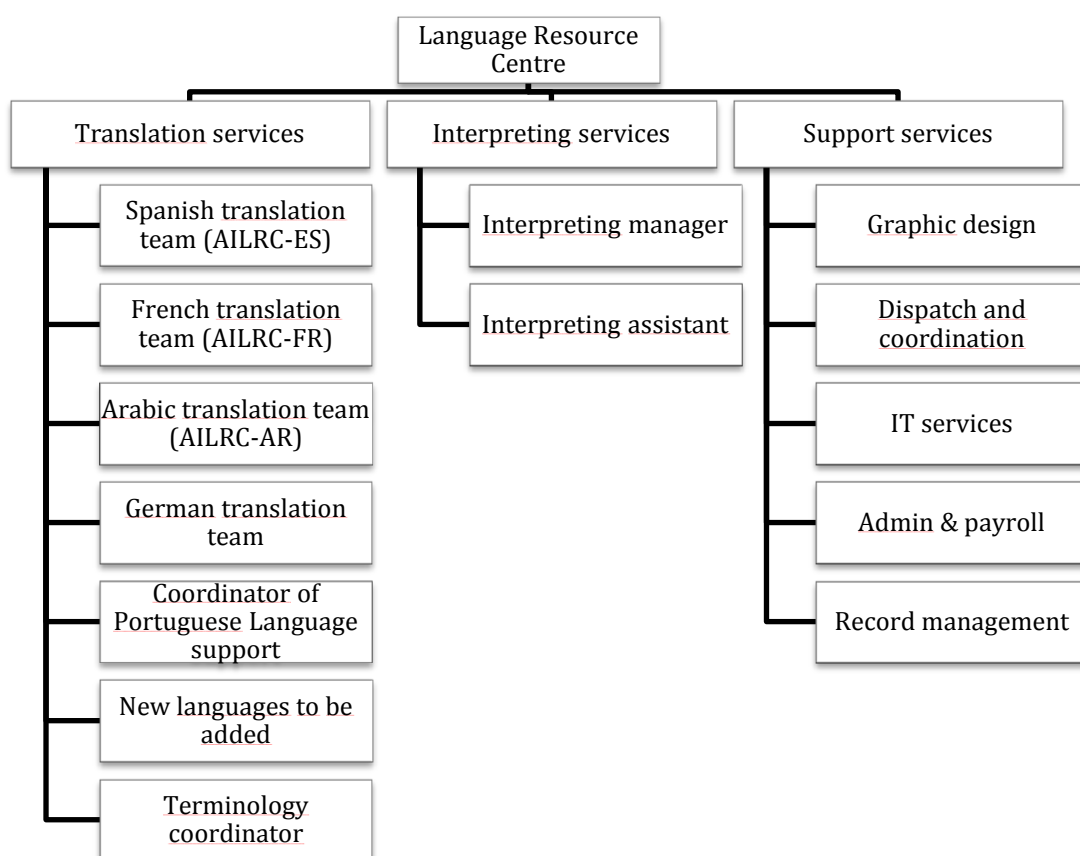 Language Resource
Centre
Translation services
Spanish translation
team (AILRC-ES)
French translation
team (AILRC-FR)
Arabic translation team
(AILRC-AR)
German translation
team
Coordinator of
Portuguese Language
support
New languages to be
added
Terminology
coordinator
Interpreting services
Interpreting manager
Interpreting assistant
Support services
Graphic design
Dispatch and
coordination
IT services
Admin & payroll
Record management